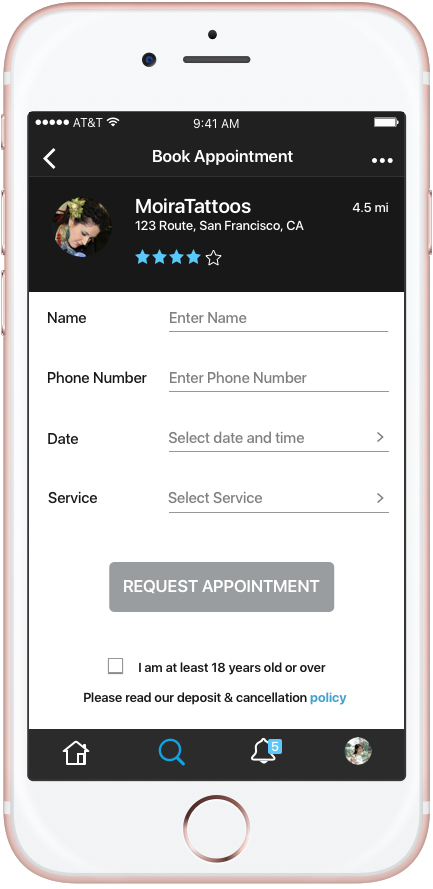 AT&T 9:41 AM
Book Appointment
MoiraTattoos 4.5 mi
123 Route, San Francisco, CA
Name Enter Name
Phone Number Enter Phone Number
Date Select date and time
Service Select Service
REQUEST APPOINTMENT
I am at least 18 years old or over
Please read our deposit & cancellation policy
5